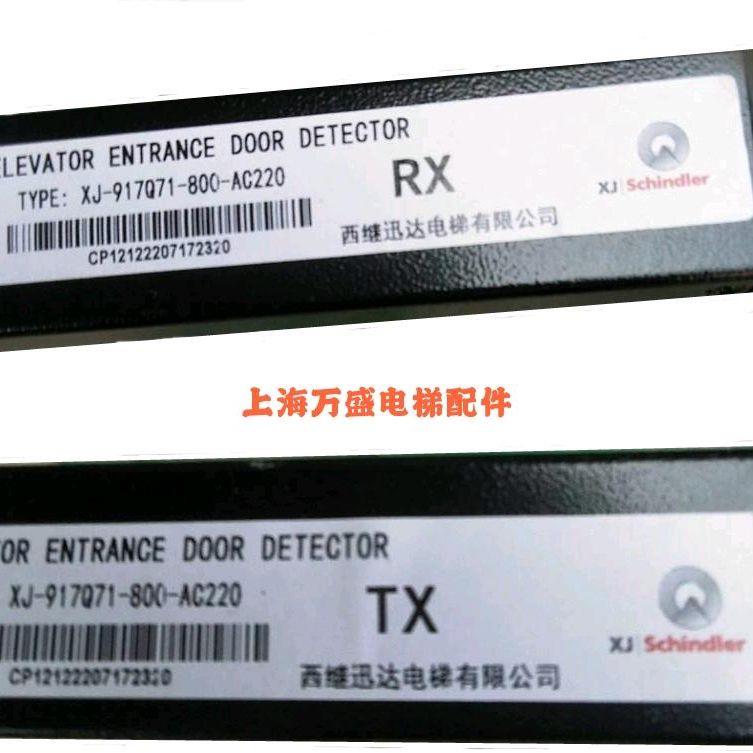 ELEVATOR ENTRANCE DOOR DETECTOR
TYPE: XJ-917Q71-800-AC220
RX
XJ Schindler
CP12122207172320
西继迅达电梯有限公司
上海万盛电梯配件
TOR ENTRANCE DOOR DETECTOR
XJ-917Q71-800-AC220
TX
XJ Schindler
CP12122207172320
西继迅达电梯有限公司